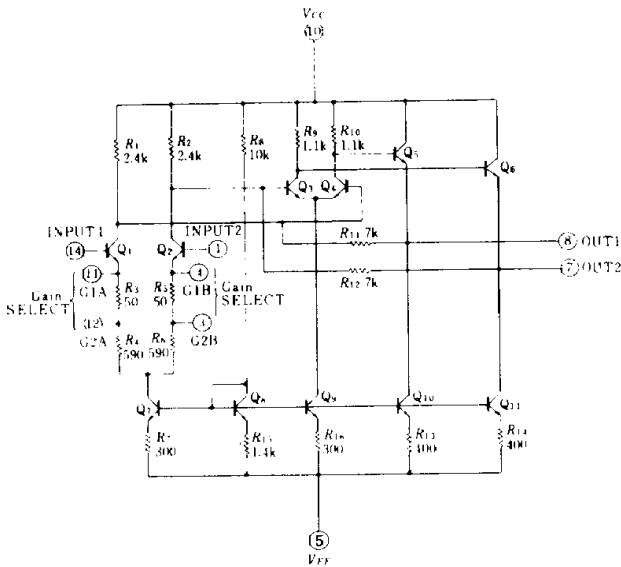 VCC
(10)
R1
2.4k
R2
2.4k
R8
10k
R9
1.1k
R10
1.1k
Q5
Q6
Q3
Q4
INPUT1
14
Q1
Q2
INPUT2
1
R11 7k
8 OUT1
R12 7k
7 OUT2
Gain
SELECT
11
G1A
R3
50
R5
50
4
G1B
Gain
SELECT
(12)
G2A
R4
590
R6
590
3
G2B
Q7
Q8
Q9
Q10
Q11
R7
300
R15
1.4k
R16
300
R13
400
R14
400
5
VEE